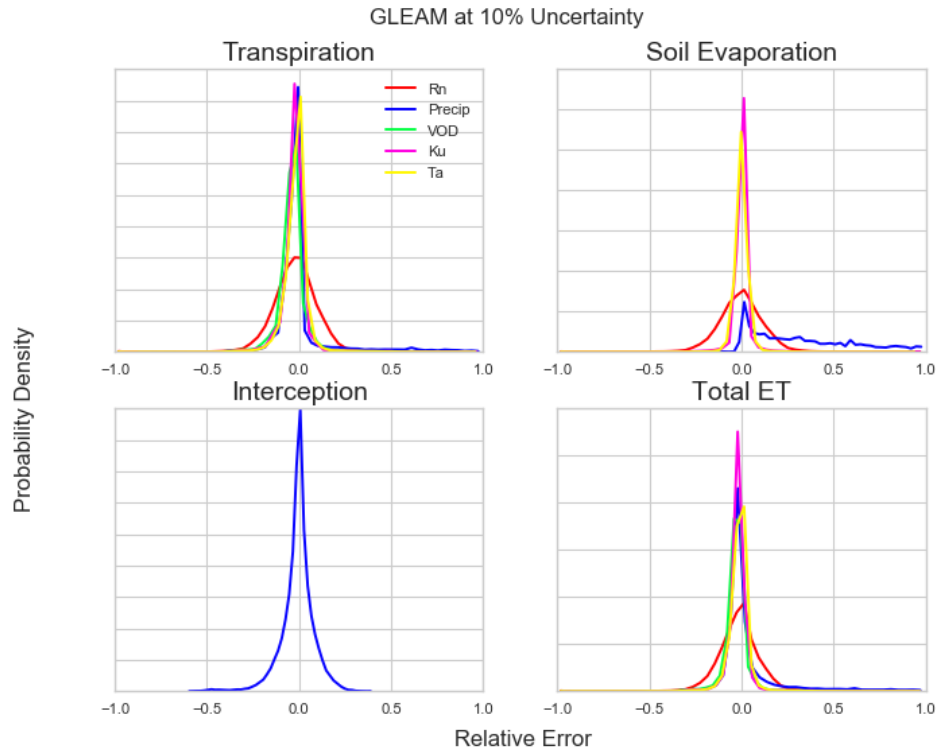 GLEAM at 10% Uncertainty
Transpiration
Soil Evaporation
Rn
Precip
VOD
Ku
Ta
−1.0 −0.5 0.0 0.5 1.0
−1.0 −0.5 0.0 0.5 1.0
Interception
Total ET
Probability Density
−1.0 −0.5 0.0 0.5 1.0
−1.0 −0.5 0.0 0.5 1.0
Relative Error